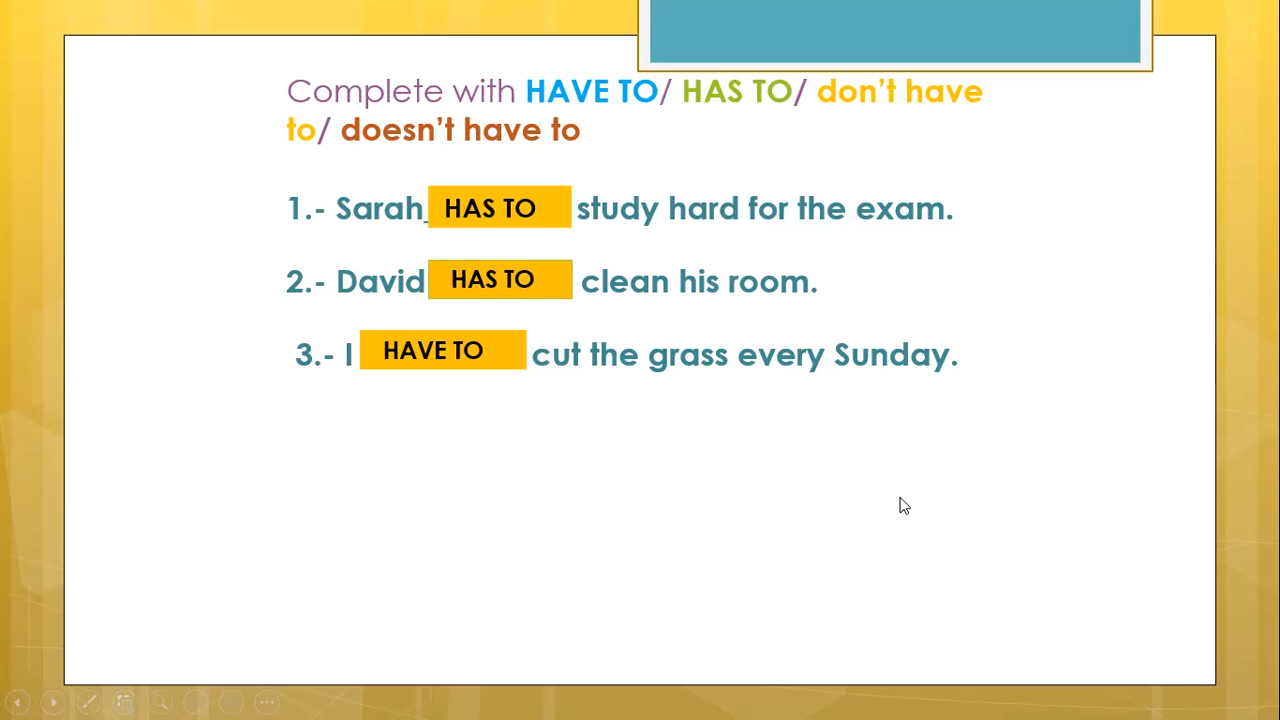 Complete with HAVE TO/ HAS TO/ don’t have
to/ doesn’t have to
1.- Sarah_ HAS TO study hard for the exam.
2.- David HAS TO clean his room.
3.- I HAVE TO cut the grass every Sunday.